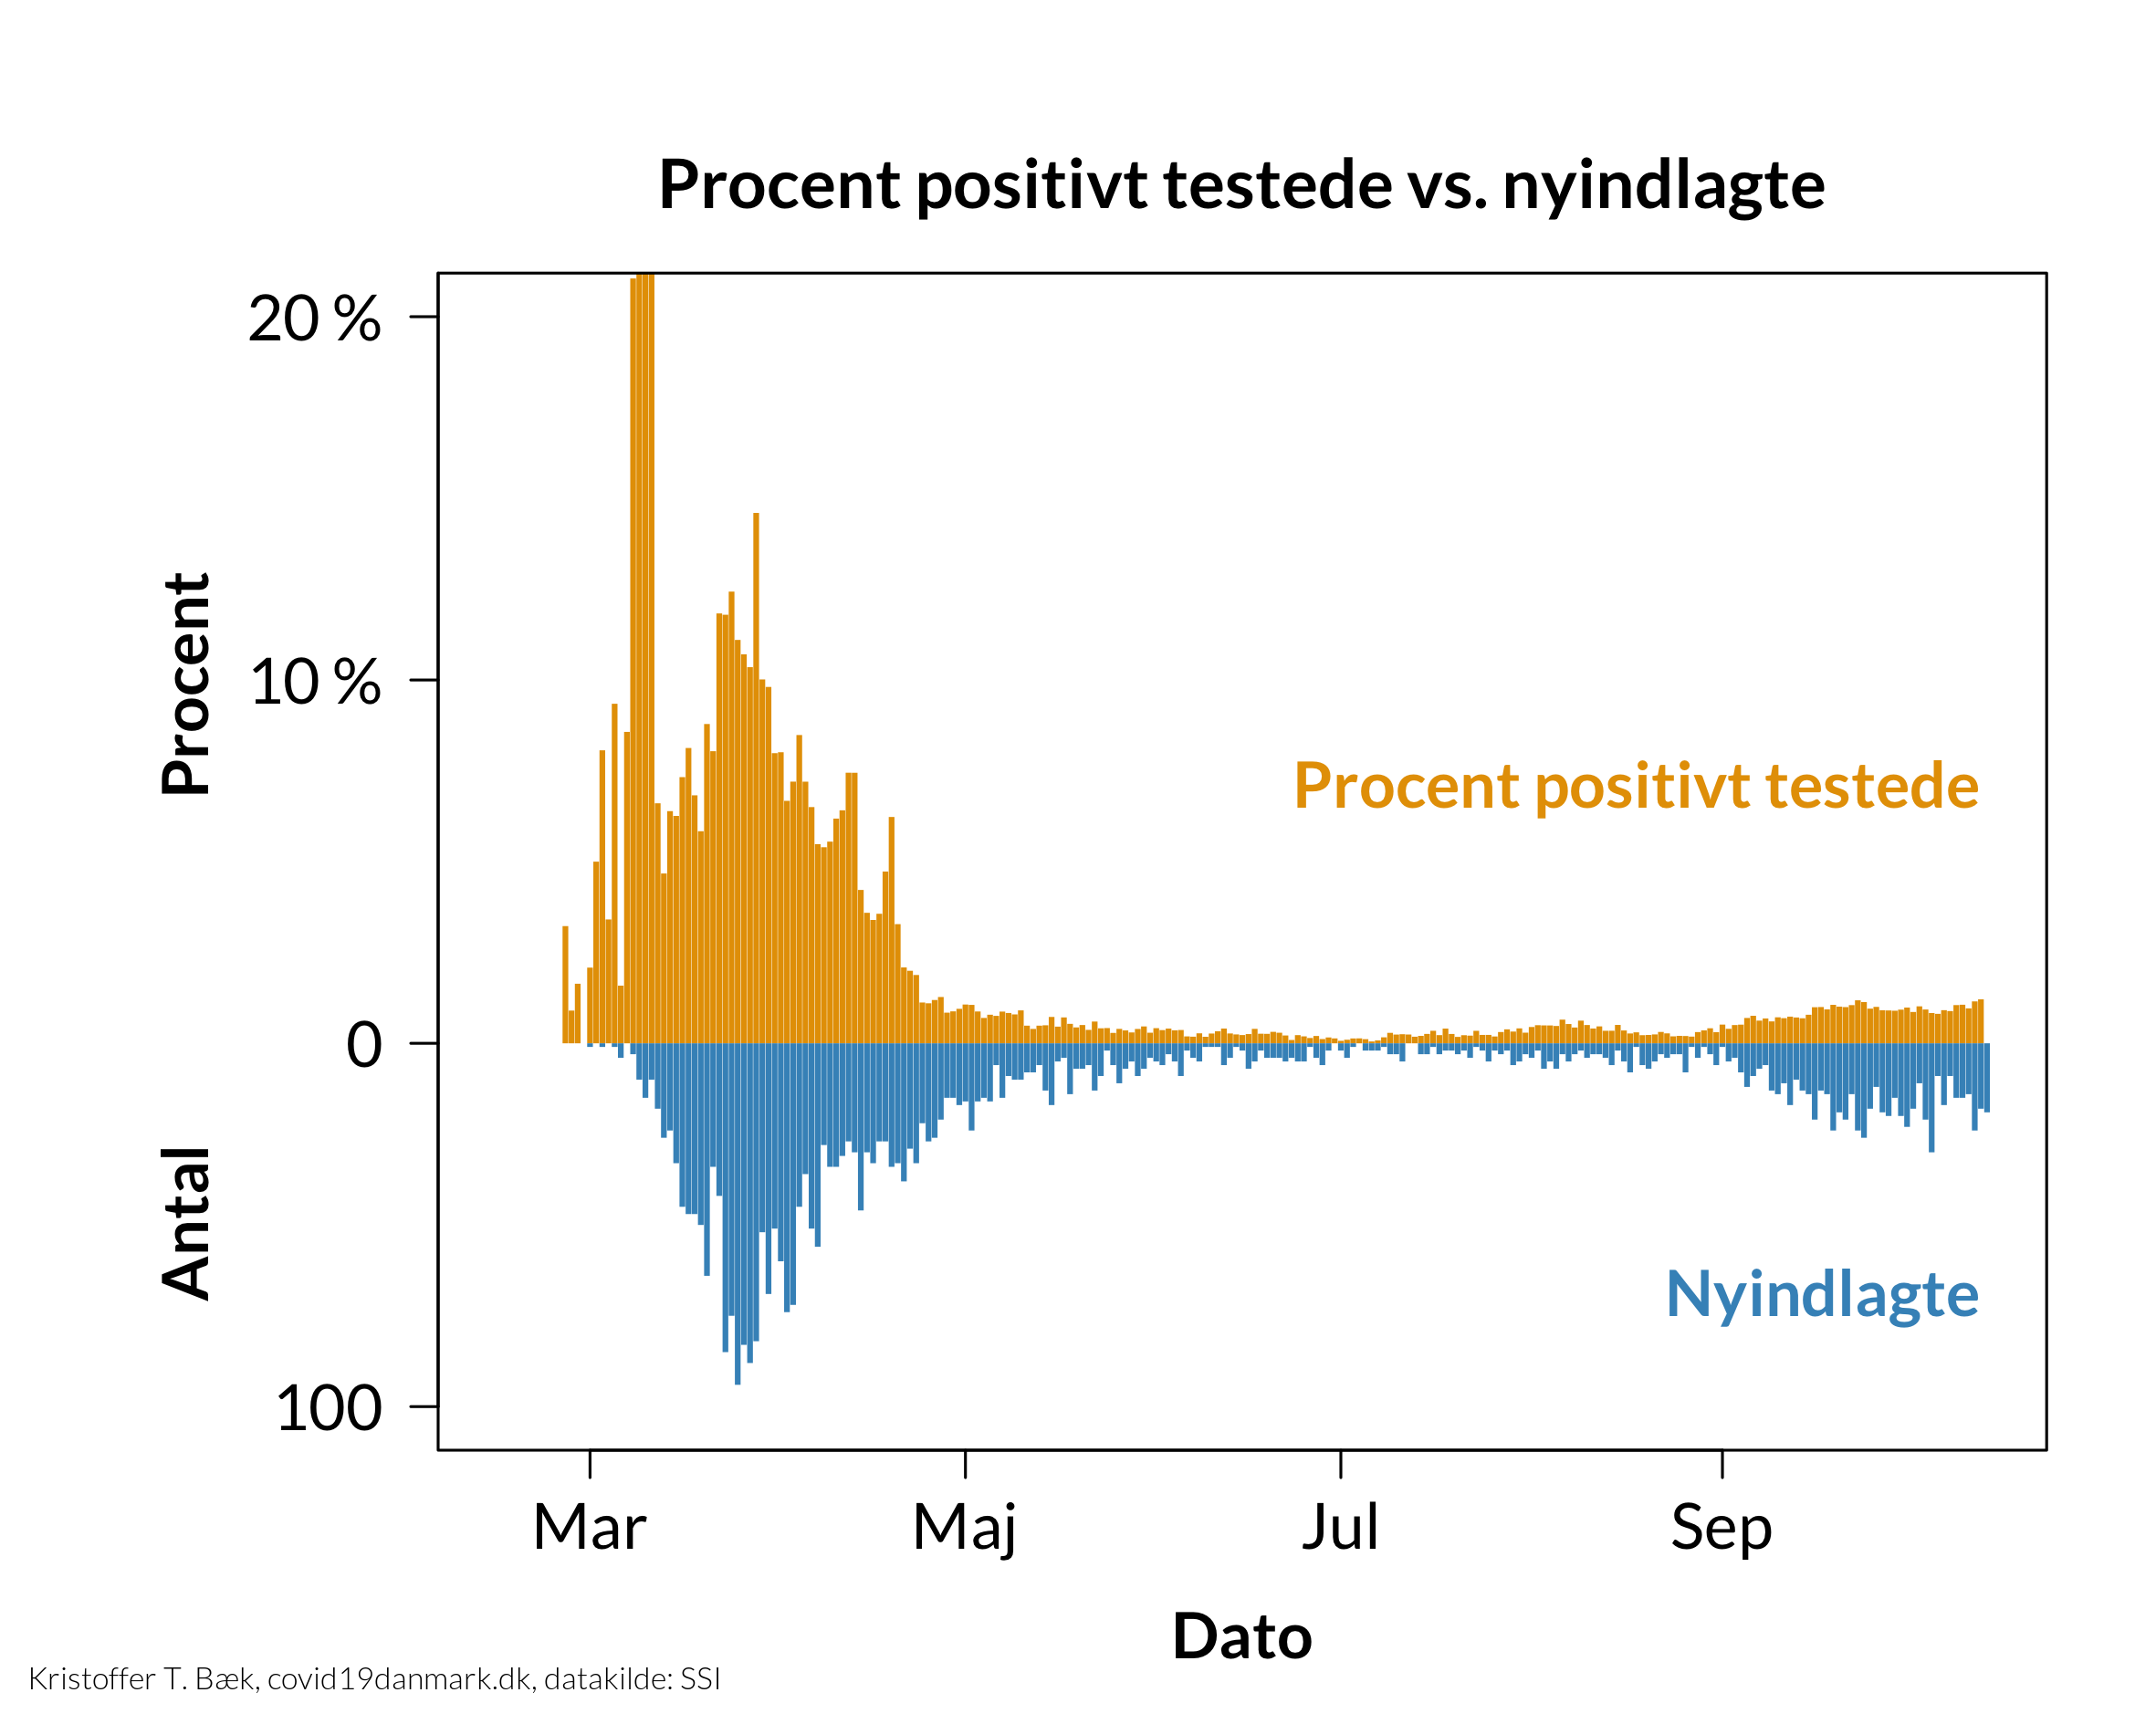 Procent positivt testede vs. nyindlagte
20 %
10 %
0
100
Procent
Antal
Procent positivt testede
Nyindlagte
Mar
Maj
Jul
Sep
Dato
Kristoffer T. Bæk, covid19danmark.dk, datakilde: SSI